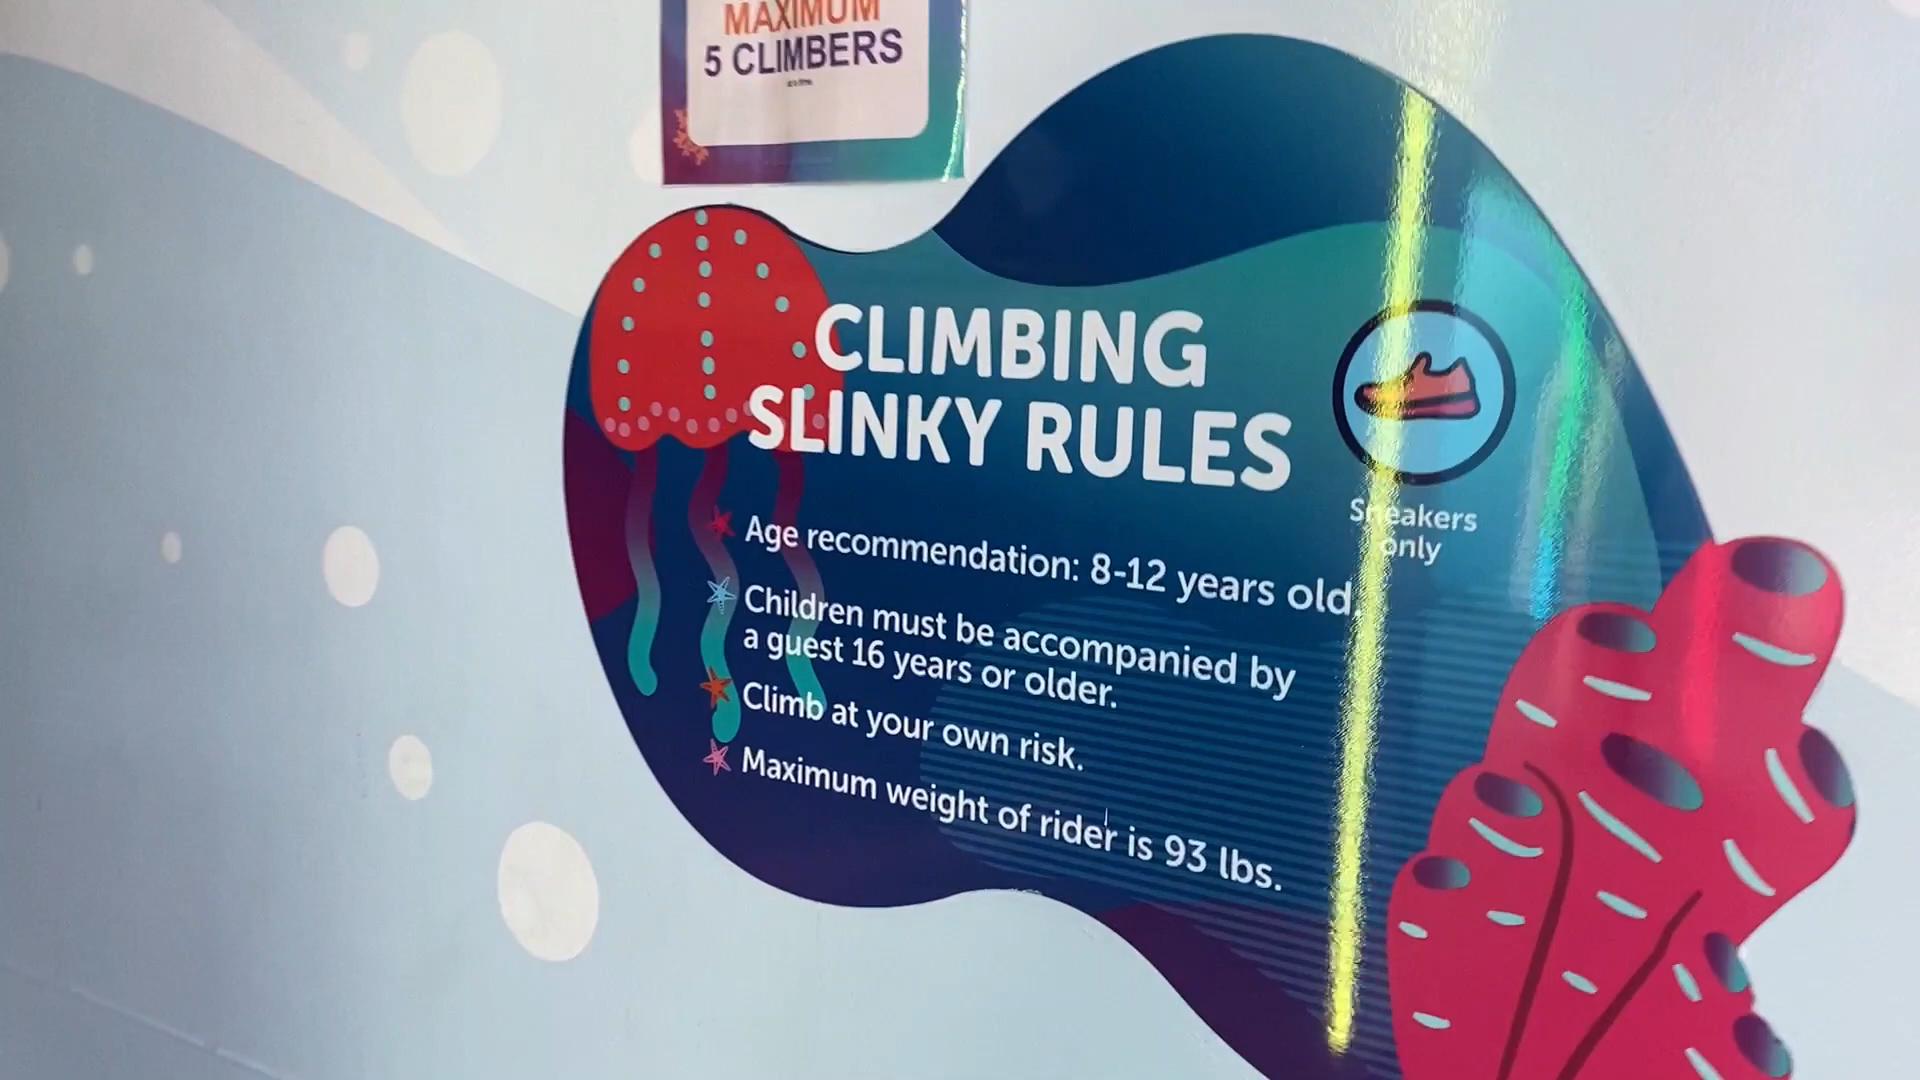 MAXIMUM
5 CLIMBERS
CLIMBING
SLINKY RULES
Sneakers
only
Age recommendation: 8-12 years old.
Children must be accompanied by
a guest 16 years or older.
Climb at your own risk.
Maximum weight of rider is 93 lbs.